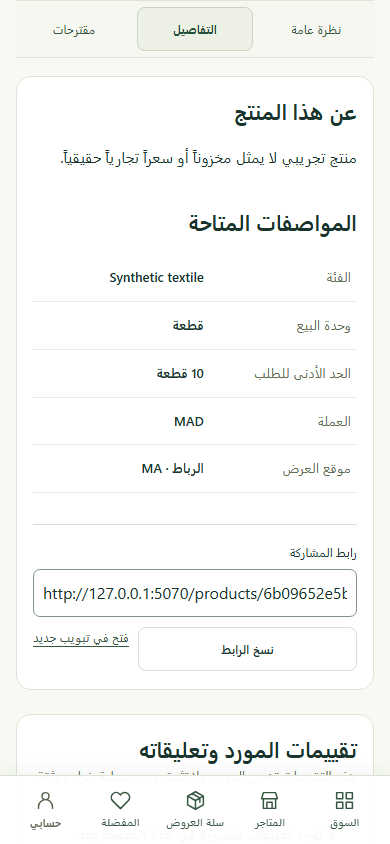 نظرة عامة
التفاصيل
مقترحات
عن هذا المنتج
منتج تجريبي لا يمثل مخزوناً أو سعراً تجارياً حقيقياً.
المواصفات المتاحة
الفئة Synthetic textile
وحدة البيع قطعة
الحد الأدنى للطلب 10 قطعة
العملة MAD
موقع العرض الرباط · MA
رابط المشاركة
http://127.0.0.1:5070/products/6b09652e5b
نسخ الرابط
فتح في تبويب جديد
تقييمات المورد وتعليقاته
السوق
المتاجر
سلة العروض
المفضلة
حسابي